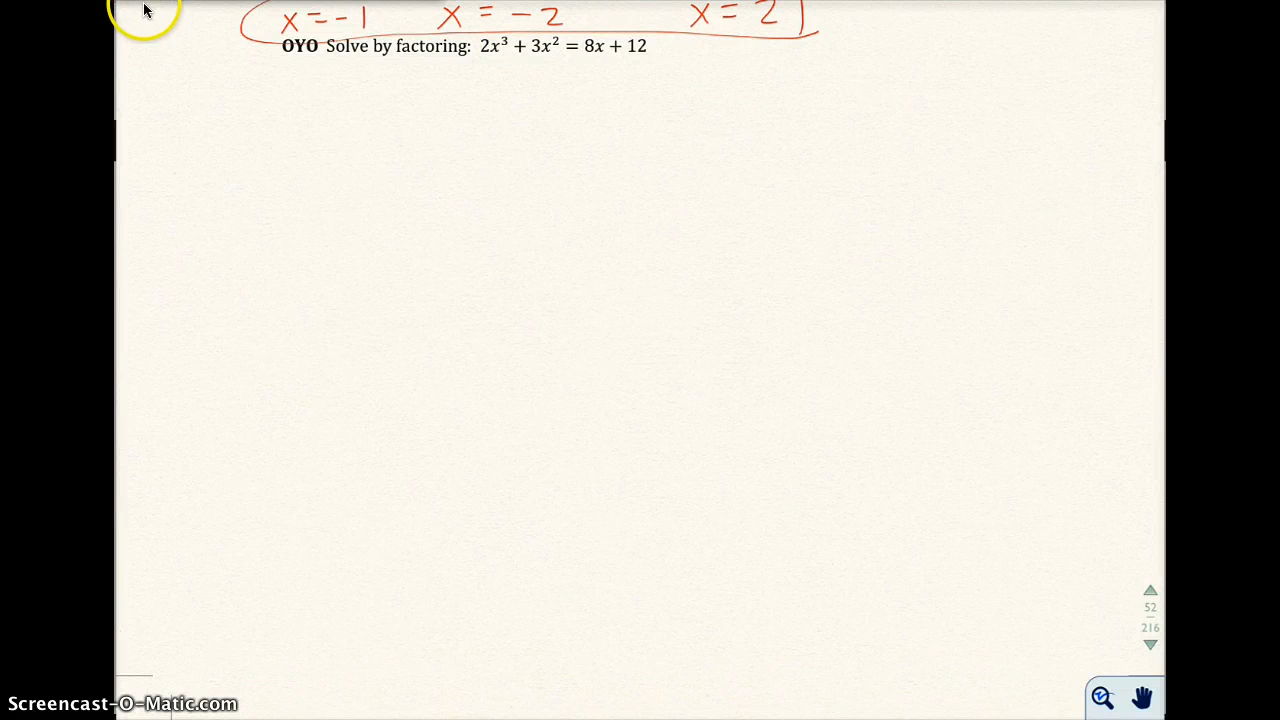 x = -1 x = -2 x = 2
OYO Solve by factoring: 2x³ + 3x² = 8x + 12
52
216
Screencast-O-Matic.com